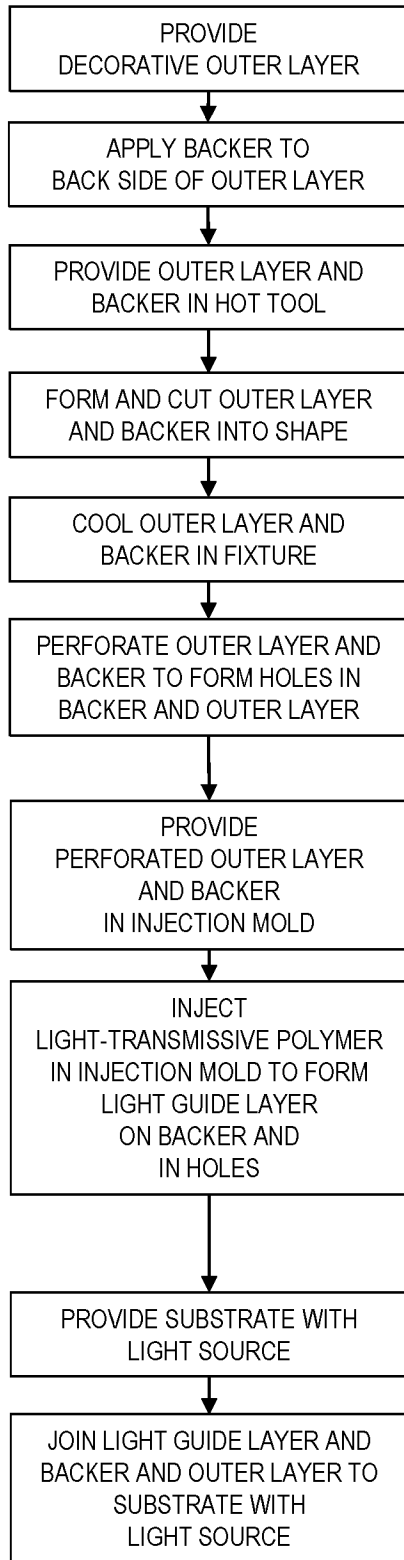 PROVIDE
DECORATIVE OUTER LAYER
APPLY BACKER TO
BACK SIDE OF OUTER LAYER
PROVIDE OUTER LAYER AND
BACKER IN HOT TOOL
FORM AND CUT OUTER LAYER
AND BACKER INTO SHAPE
COOL OUTER LAYER AND
BACKER IN FIXTURE
PERFORATE OUTER LAYER AND
BACKER TO FORM HOLES IN
BACKER AND OUTER LAYER
PROVIDE
PERFORATED OUTER LAYER
AND BACKER
IN INJECTION MOLD
INJECT
LIGHT-TRANSMISSIVE POLYMER
IN INJECTION MOLD TO FORM
LIGHT GUIDE LAYER
ON BACKER AND
IN HOLES
PROVIDE SUBSTRATE WITH
LIGHT SOURCE
JOIN LIGHT GUIDE LAYER AND
BACKER AND OUTER LAYER TO
SUBSTRATE WITH
LIGHT SOURCE